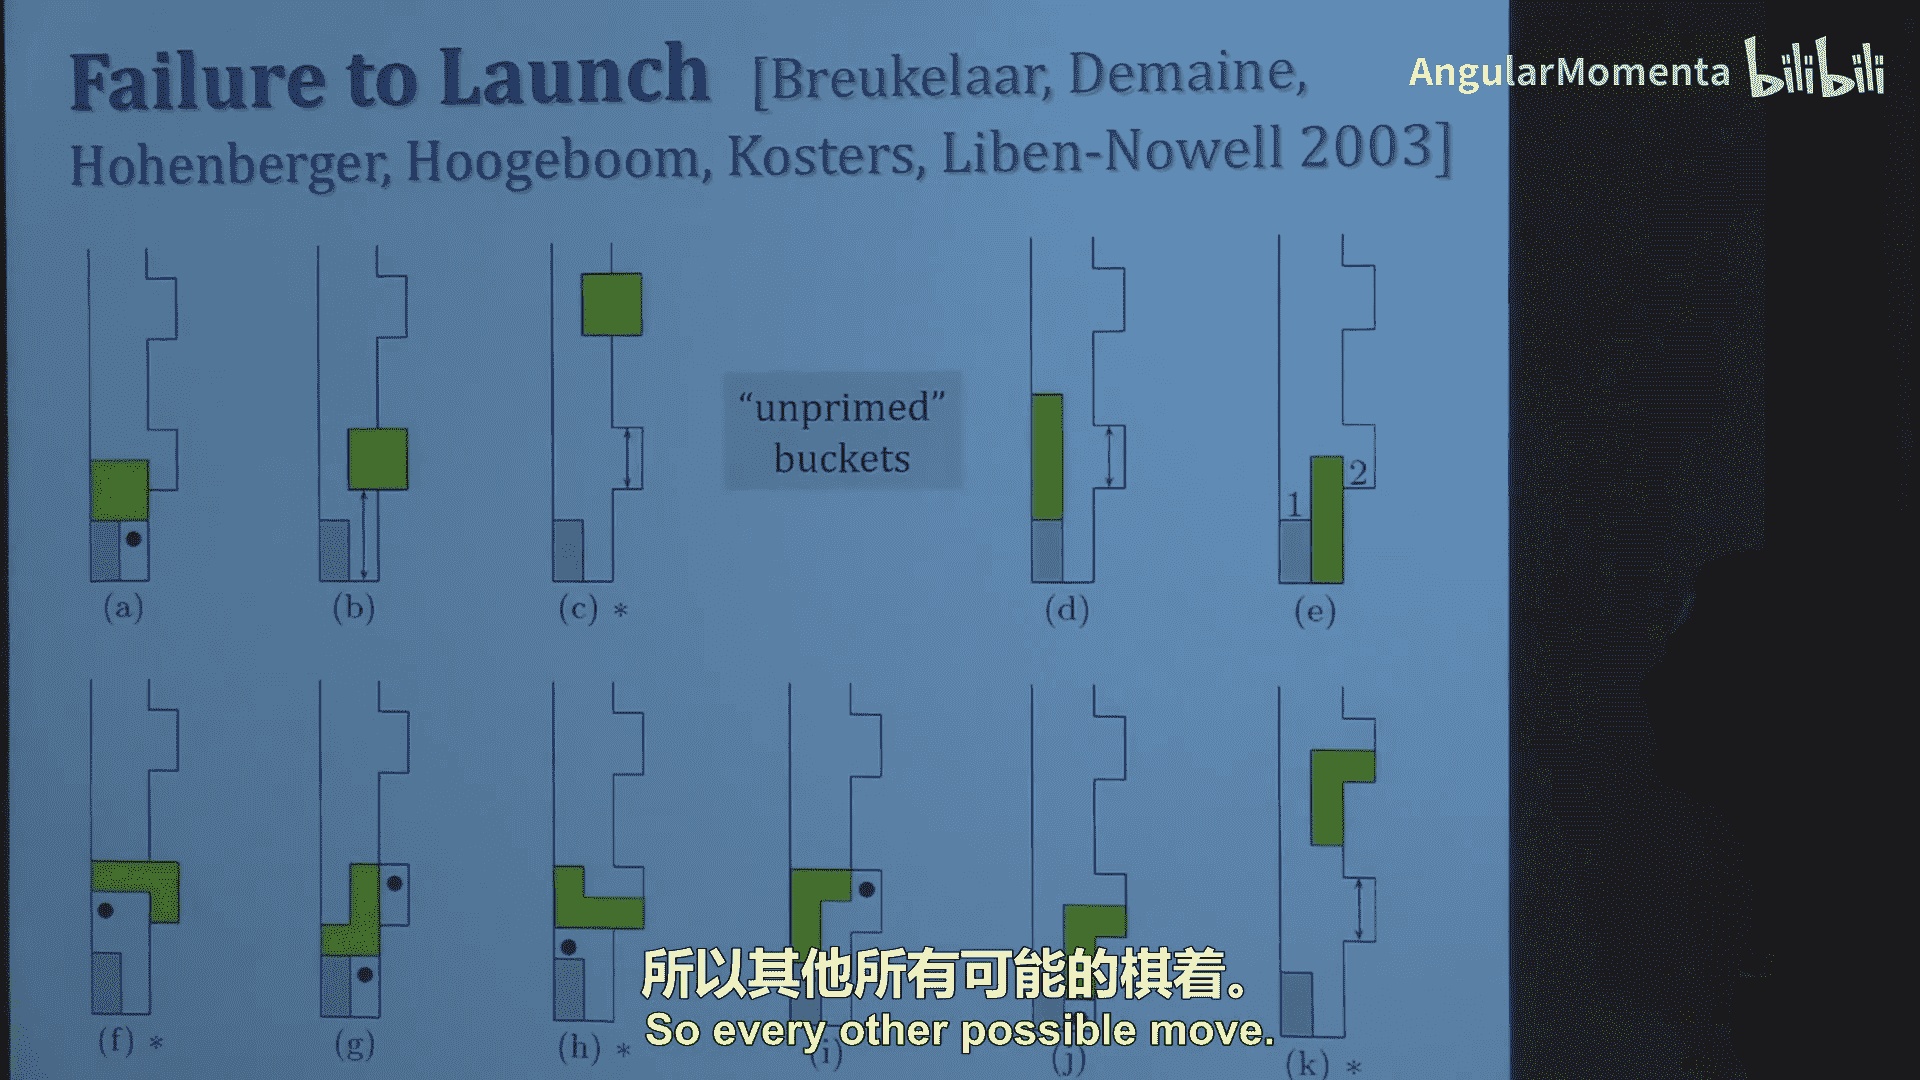 Failure to Launch [Breukelaar, Demaine,
Hohenberger, Hoogeboom, Kosters, Liben-Nowell 2003]
AngularMomenta bilibili
"unprimed"
buckets
1
2
(a)
(b)
(c) *
(d)
(e)
(f) *
(g)
(h) *
(i)
(j)
(k) *
所以其他所有可能的棋着。
So every other possible move.